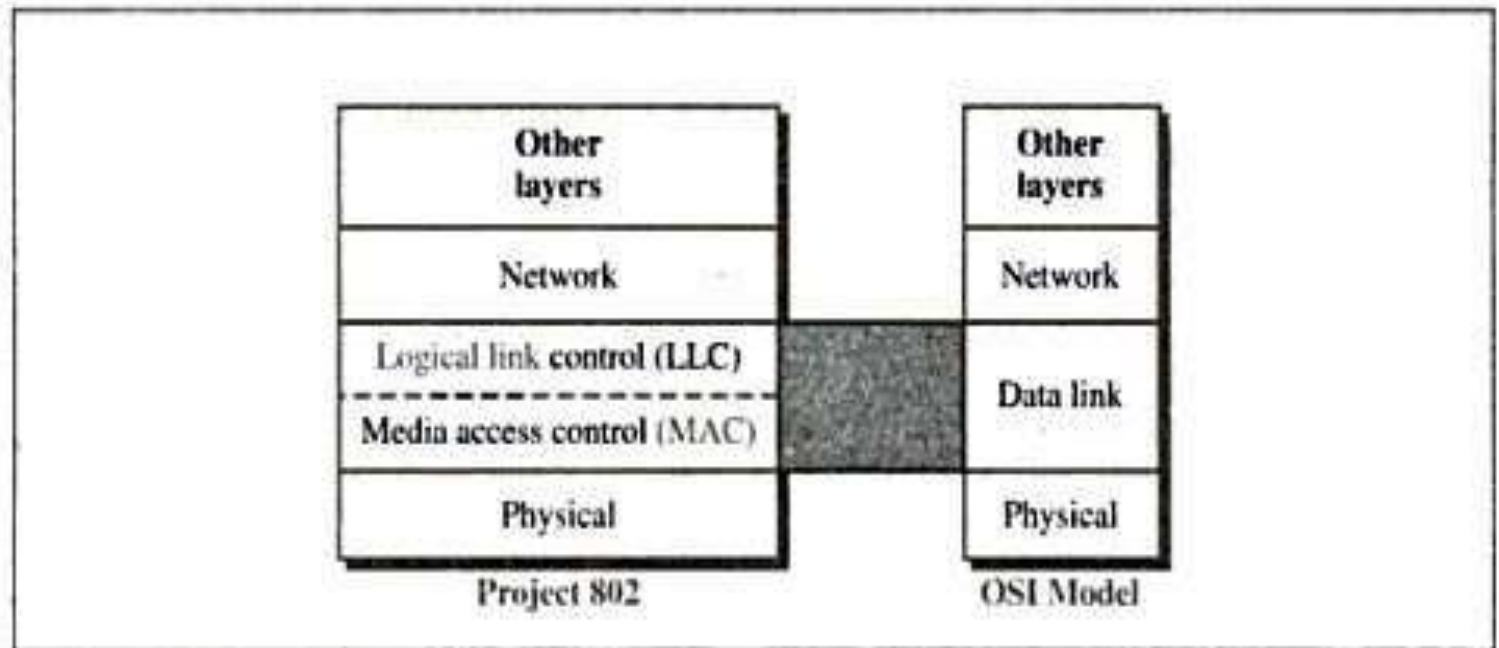 Other
layers
Network
Logical link control (LLC)
Media access control (MAC)
Physical
Project 802
Other
layers
Network
Data link
Physical
OSI Model